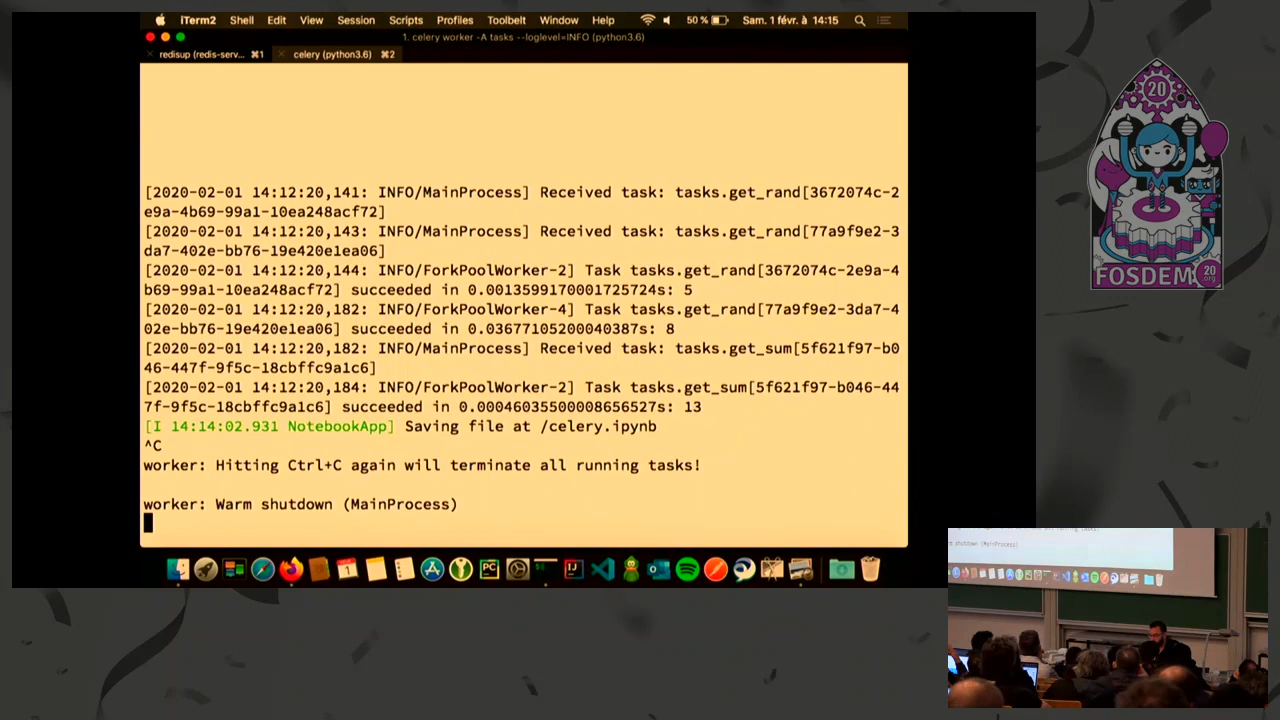 iTerm2 Shell Edit View Session Scripts Profiles Toolbelt Window Help 50 % Sam. 1 févr. à 14:15
1. celery worker -A tasks --loglevel=INFO (python3.6)
redisup (redis-serv... ⌘1 celery (python3.6) ⌘2
[2020-02-01 14:12:20,141: INFO/MainProcess] Received task: tasks.get_rand[3672074c-2
e9a-4b69-99a1-10ea248acf72]
[2020-02-01 14:12:20,143: INFO/MainProcess] Received task: tasks.get_rand[77a9f9e2-3
da7-402e-bb76-19e420e1ea06]
[2020-02-01 14:12:20,144: INFO/ForkPoolWorker-2] Task tasks.get_rand[3672074c-2e9a-4
b69-99a1-10ea248acf72] succeeded in 0.0013599170001725724s: 5
[2020-02-01 14:12:20,182: INFO/ForkPoolWorker-4] Task tasks.get_rand[77a9f9e2-3da7-4
02e-bb76-19e420e1ea06] succeeded in 0.03677105200040387s: 8
[2020-02-01 14:12:20,182: INFO/MainProcess] Received task: tasks.get_sum[5f621f97-b0
46-447f-9f5c-18cbffc9a1c6]
[2020-02-01 14:12:20,184: INFO/ForkPoolWorker-2] Task tasks.get_sum[5f621f97-b046-44
7f-9f5c-18cbffc9a1c6] succeeded in 0.00046035500008656527s: 13
[I 14:14:02.931 NotebookApp] Saving file at /celery.ipynb
^C
worker: Hitting Ctrl+C again will terminate all running tasks!
worker: Warm shutdown (MainProcess)
20
FOSDEM 20
.org